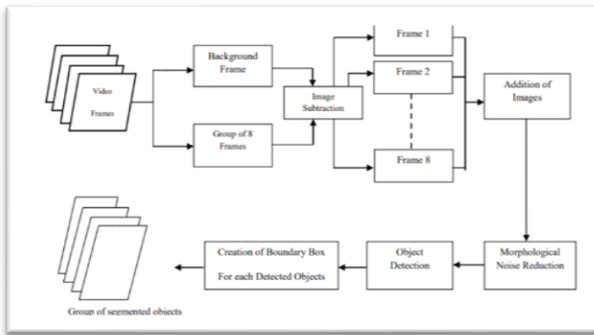 Video
Frames
Background
Frame
Group of 8
Frames
Image
Subtraction
Frame 1
Frame 2
Frame 8
Addition of
Images
Morphological
Noise Reduction
Object
Detection
Creation of Boundary Box
For each Detected Objects
Group of segmented objects